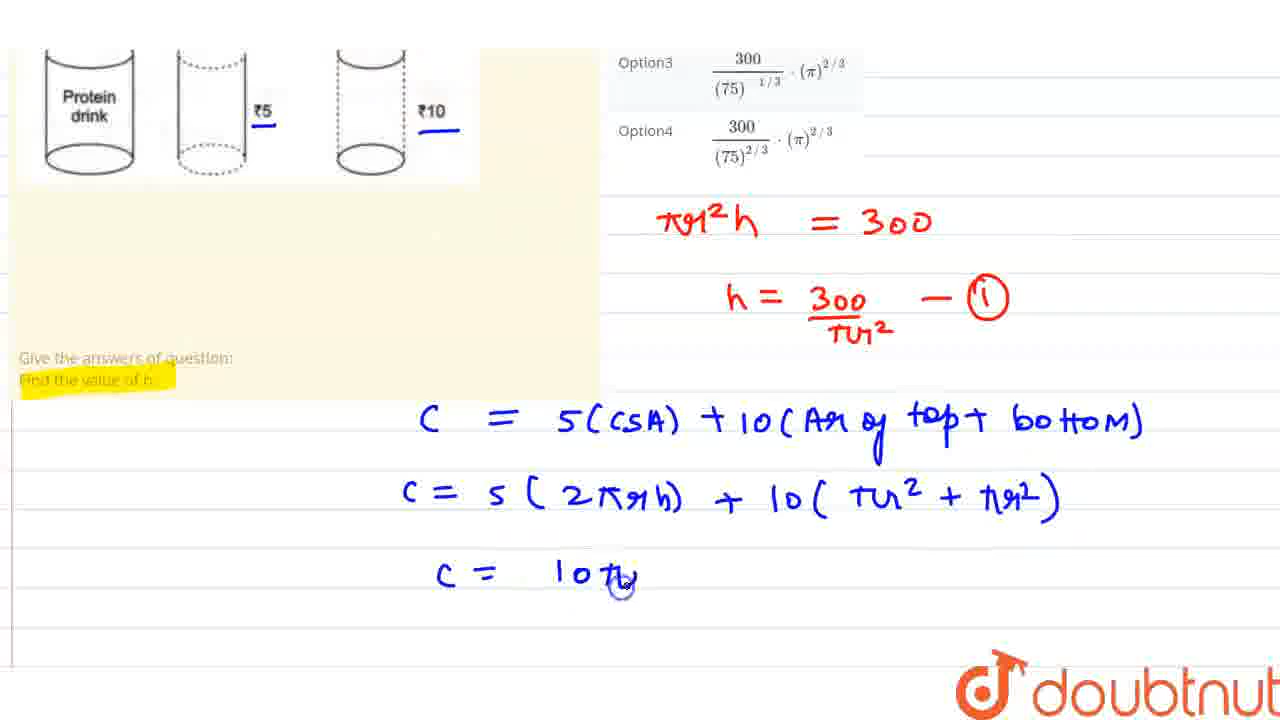 Protein
drink
₹5
₹10
Option3 300/(75)^1/3 · (π)^2/3
Option4 300/(75)^2/3 · (π)^2/3
πr²h = 300
h = 300/πr² – ①
Give the answers of question:
Find the value of h.
C = 5(CSA) + 10(Ar of top + bottom)
C = 5(2πrh) + 10(πr² + πr²)
C = 10π
doubtnut